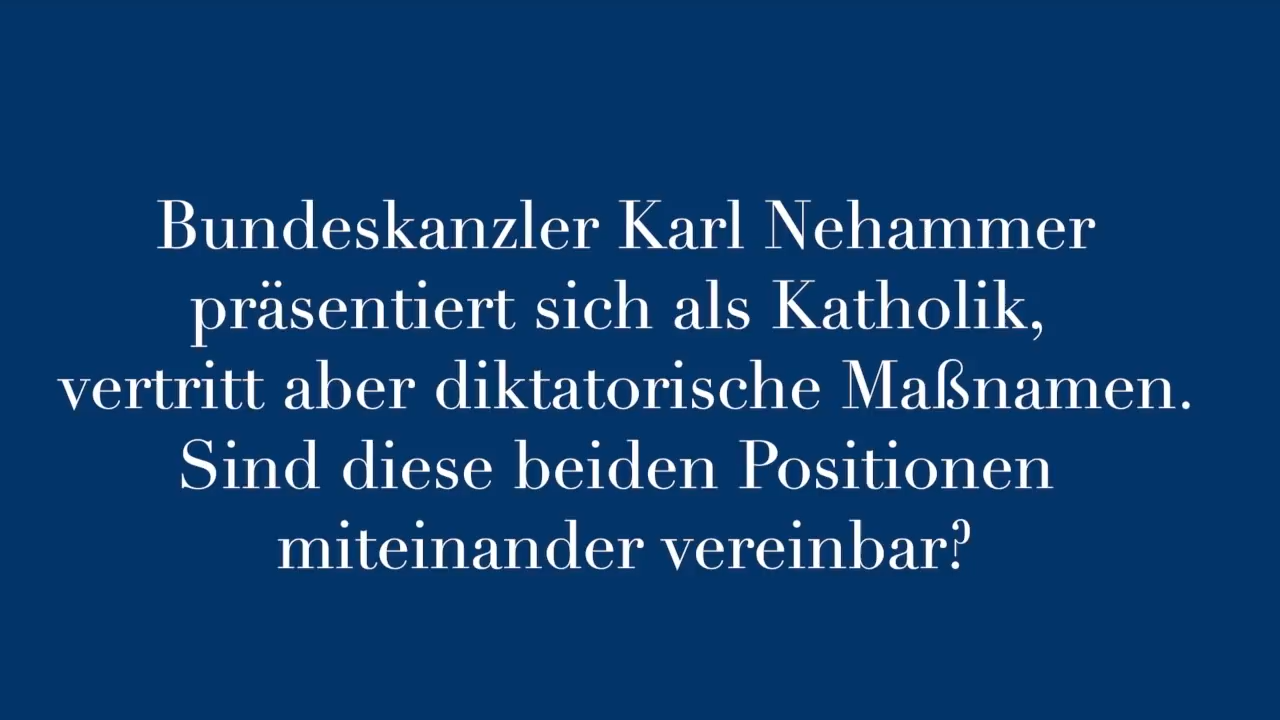 Bundeskanzler Karl Nehammer
präsentiert sich als Katholik,
vertritt aber diktatorische Maßnamen.
Sind diese beiden Positionen
miteinander vereinbar?